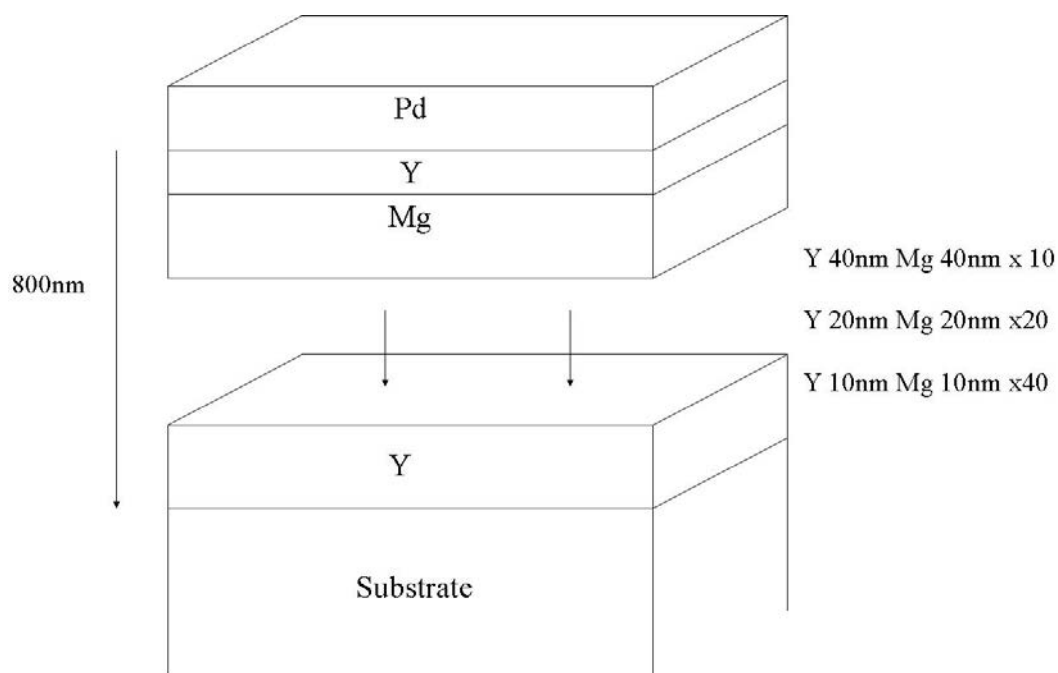 Pd
Y
Mg
800nm
Y 40nm Mg 40nm x 10
Y 20nm Mg 20nm x20
Y 10nm Mg 10nm x40
Y
Substrate